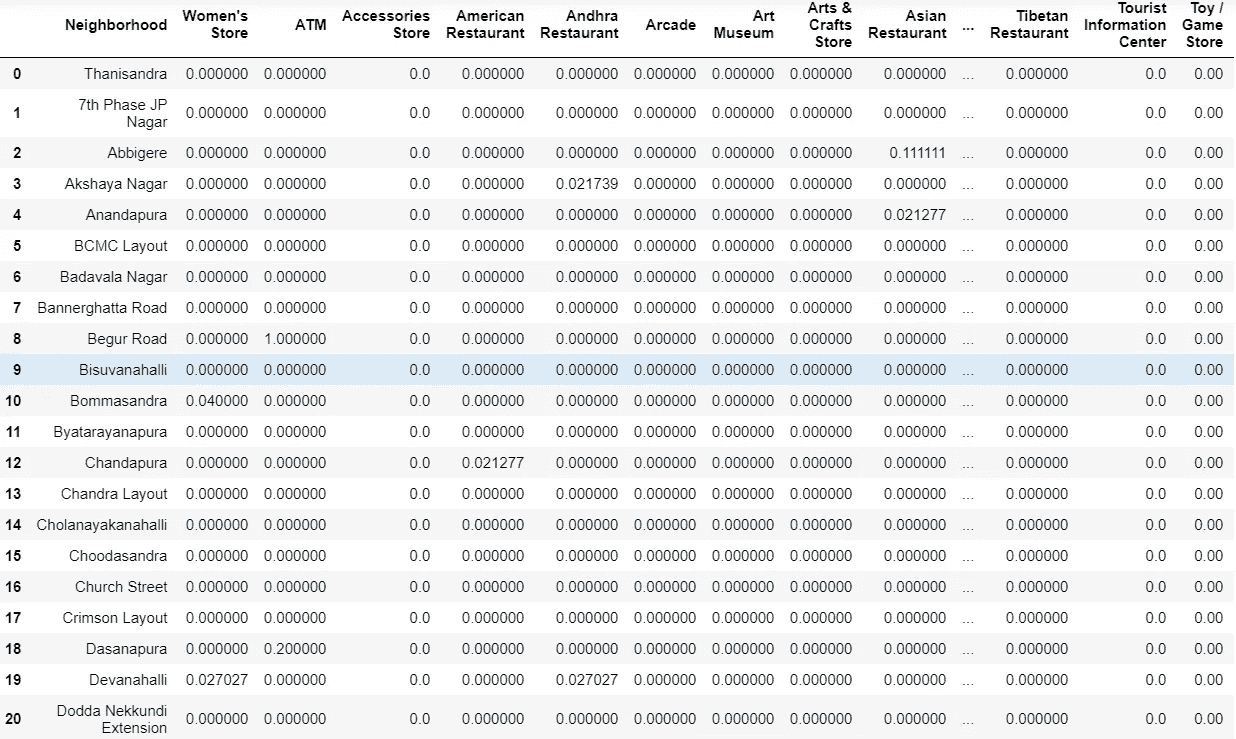 Neighborhood Women's Store ATM Accessories Store American Restaurant Andhra Restaurant Arcade Art Museum Arts & Crafts Store Asian Restaurant ... Tibetan Restaurant Tourist Information Center Toy / Game Store
0 Thanisandra 0.000000 0.000000 0.0 0.000000 0.000000 0.000000 0.000000 0.000000 0.000000 ... 0.000000 0.0 0.00
1 7th Phase JP Nagar 0.000000 0.000000 0.0 0.000000 0.000000 0.000000 0.000000 0.000000 0.000000 ... 0.000000 0.0 0.00
2 Abbigere 0.000000 0.000000 0.0 0.000000 0.000000 0.000000 0.000000 0.000000 0.111111 ... 0.000000 0.0 0.00
3 Akshaya Nagar 0.000000 0.000000 0.0 0.000000 0.021739 0.000000 0.000000 0.000000 0.000000 ... 0.000000 0.0 0.00
4 Anandapura 0.000000 0.000000 0.0 0.000000 0.000000 0.000000 0.000000 0.000000 0.021277 ... 0.000000 0.0 0.00
5 BCMC Layout 0.000000 0.000000 0.0 0.000000 0.000000 0.000000 0.000000 0.000000 0.000000 ... 0.000000 0.0 0.00
6 Badavala Nagar 0.000000 0.000000 0.0 0.000000 0.000000 0.000000 0.000000 0.000000 0.000000 ... 0.000000 0.0 0.00
7 Bannerghatta Road 0.000000 0.000000 0.0 0.000000 0.000000 0.000000 0.000000 0.000000 0.000000 ... 0.000000 0.0 0.00
8 Begur Road 0.000000 1.000000 0.0 0.000000 0.000000 0.000000 0.000000 0.000000 0.000000 ... 0.000000 0.0 0.00
9 Bisuvanahalli 0.000000 0.000000 0.0 0.000000 0.000000 0.000000 0.000000 0.000000 0.000000 ... 0.000000 0.0 0.00
10 Bommasandra 0.040000 0.000000 0.0 0.000000 0.000000 0.000000 0.000000 0.000000 0.000000 ... 0.000000 0.0 0.00
11 Byatarayanapura 0.000000 0.000000 0.0 0.000000 0.000000 0.000000 0.000000 0.000000 0.000000 ... 0.000000 0.0 0.00
12 Chandapura 0.000000 0.000000 0.0 0.021277 0.000000 0.000000 0.000000 0.000000 0.000000 ... 0.000000 0.0 0.00
13 Chandra Layout 0.000000 0.000000 0.0 0.000000 0.000000 0.000000 0.000000 0.000000 0.000000 ... 0.000000 0.0 0.00
14 Cholanayakanahalli 0.000000 0.000000 0.0 0.000000 0.000000 0.000000 0.000000 0.000000 0.000000 ... 0.000000 0.0 0.00
15 Choodasandra 0.000000 0.000000 0.0 0.000000 0.000000 0.000000 0.000000 0.000000 0.000000 ... 0.000000 0.0 0.00
16 Church Street 0.000000 0.000000 0.0 0.000000 0.000000 0.000000 0.000000 0.000000 0.000000 ... 0.000000 0.0 0.00
17 Crimson Layout 0.000000 0.000000 0.0 0.000000 0.000000 0.000000 0.000000 0.000000 0.000000 ... 0.000000 0.0 0.00
18 Dasanapura 0.000000 0.200000 0.0 0.000000 0.000000 0.000000 0.000000 0.000000 0.000000 ... 0.000000 0.0 0.00
19 Devanahalli 0.027027 0.000000 0.0 0.000000 0.027027 0.000000 0.000000 0.000000 0.000000 ... 0.000000 0.0 0.00
20 Dodda Nekkundi Extension 0.000000 0.000000 0.0 0.000000 0.000000 0.000000 0.000000 0.000000 0.000000 ... 0.000000 0.0 0.00